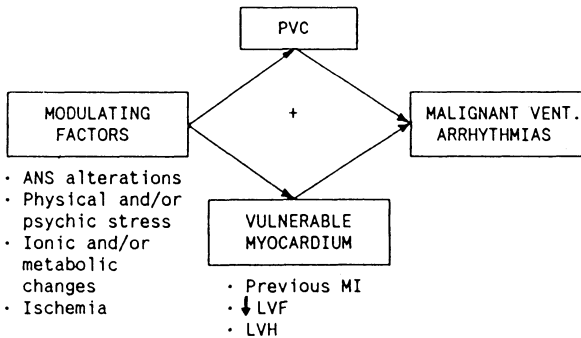 PVC
MODULATING
FACTORS
+
MALIGNANT VENT.
ARRHYTHMIAS
· ANS alterations
· Physical and/or
psychic stress
· Ionic and/or
metabolic
changes
· Ischemia
VULNERABLE
MYOCARDIUM
· Previous MI
· ↓ LVF
· LVH